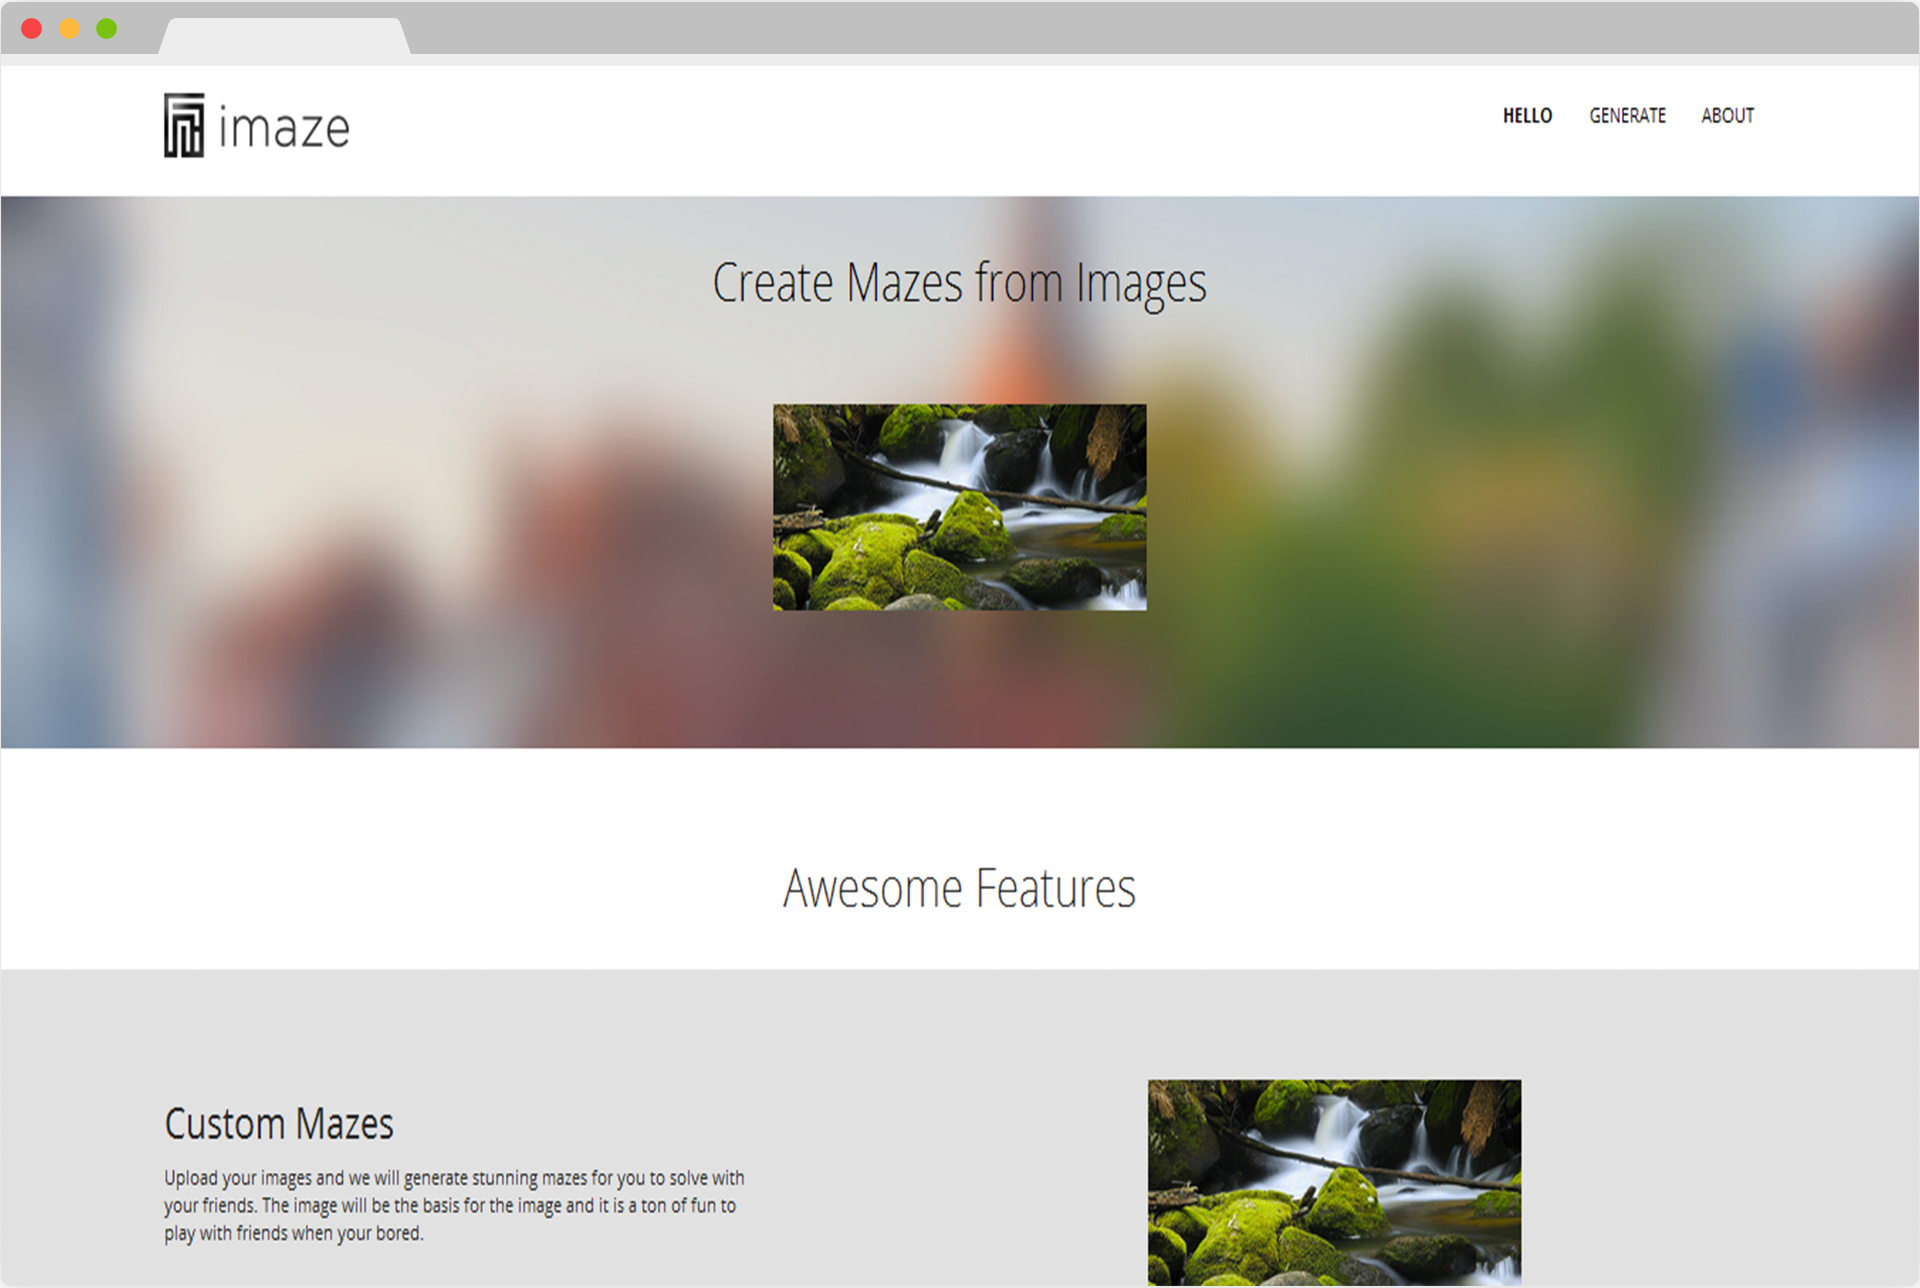 imaze
HELLO GENERATE ABOUT
Create Mazes from Images
Awesome Features
Custom Mazes
Upload your images and we will generate stunning mazes for you to solve with
your friends. The image will be the basis for the image and it is a ton of fun to
play with friends when your bored.